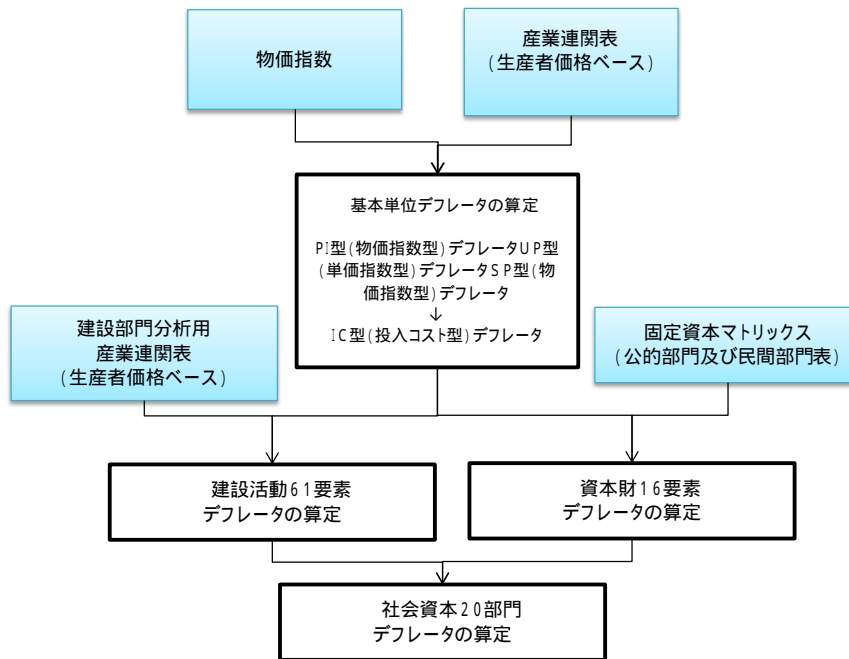 物価指数
産業連関表
(生産者価格ベース)
基本単位デフレータの算定
PI型(物価指数型)デフレータUP型
(単価指数型)デフレータSP型(物
価指数型)デフレータ
↓
IC型(投入コスト型)デフレータ
建設部門分析用
産業連関表
(生産者価格ベース)
固定資本マトリックス
(公的部門及び民間部門表)
建設活動61要素
デフレータの算定
資本財16要素
デフレータの算定
社会資本20部門
デフレータの算定